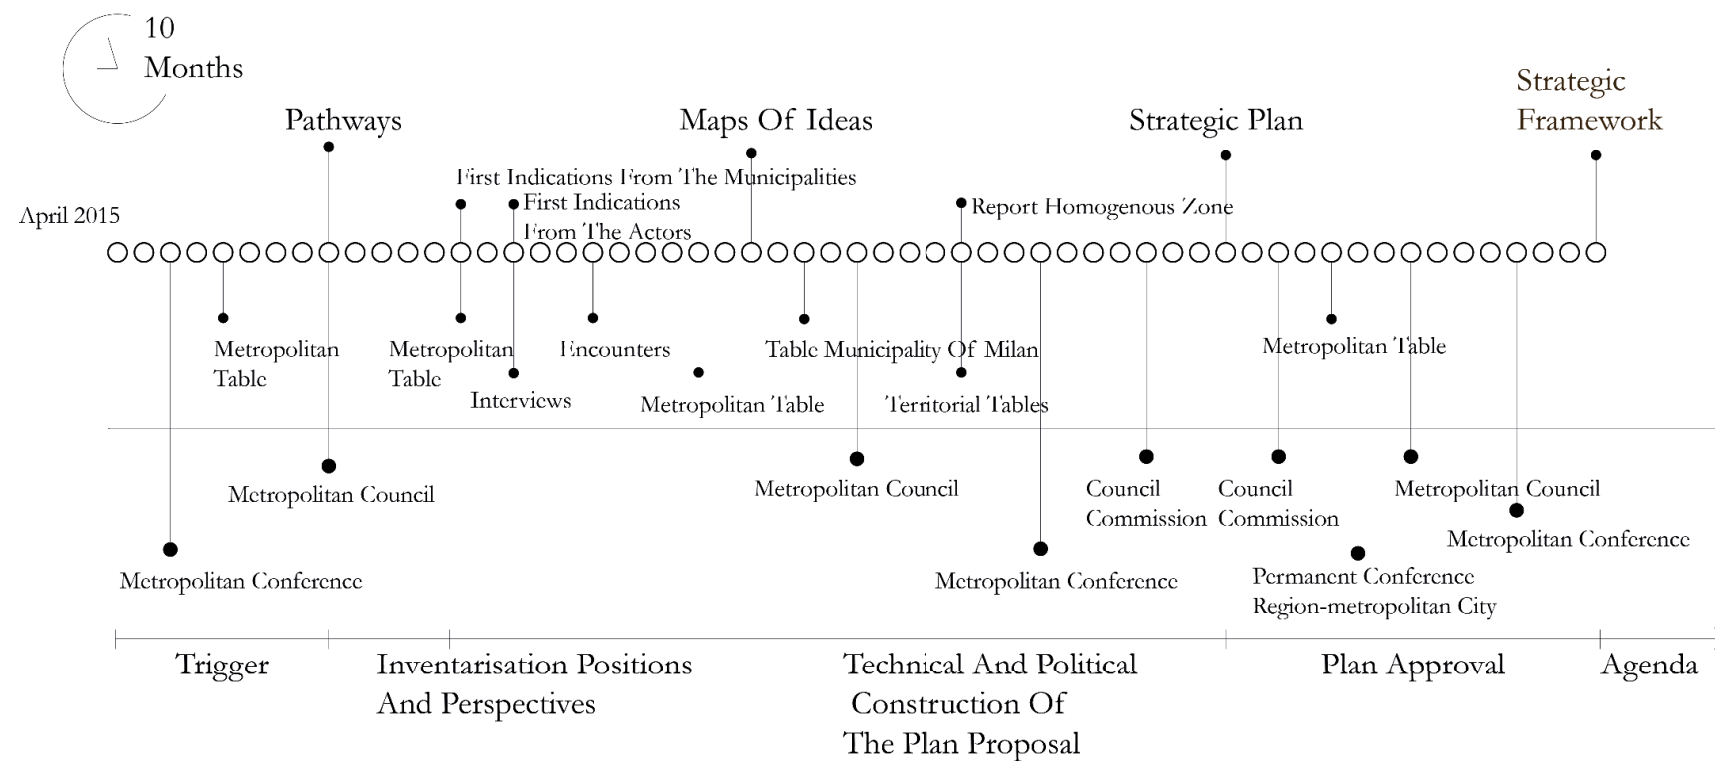 10
Months
Strategic
Framework
Pathways
Maps Of Ideas
Strategic Plan
First Indications From The Municipalities
First Indications
From The Actors
Report Homogenous Zone
April 2015
Metropolitan
Table
Metropolitan
Table
Interviews
Encounters
Metropolitan Table
Table Municipality Of Milan
Territorial Tables
Metropolitan Table
Metropolitan Council
Metropolitan Conference
Metropolitan Council
Metropolitan Conference
Council
Commission
Council
Commission
Metropolitan Council
Metropolitan Conference
Permanent Conference
Region-metropolitan City
Trigger
Inventarisation Positions
And Perspectives
Technical And Political
Construction Of
The Plan Proposal
Plan Approval
Agenda